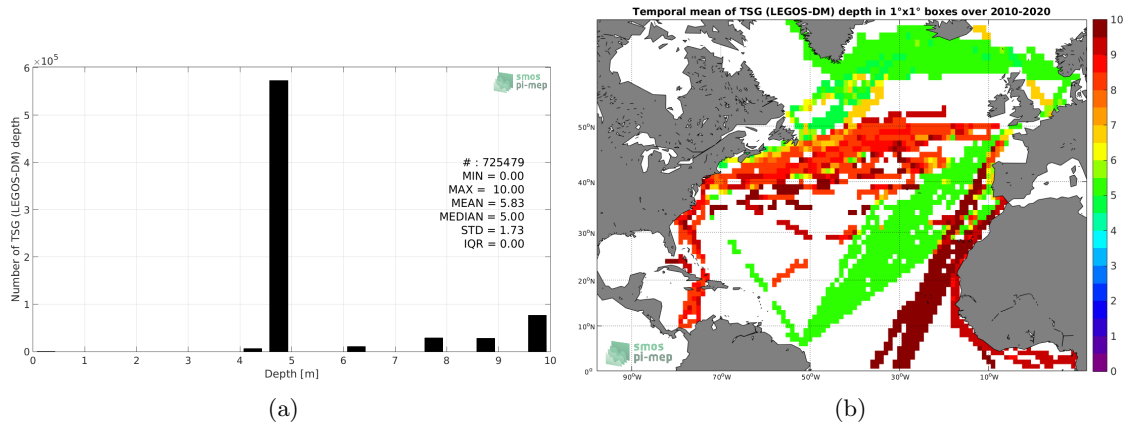 ×10⁵
smos
pi-mep
6
5
4
3
2
1
0
Number of TSG (LEGOS-DM) depth
# : 725479
MIN = 0.00
MAX = 10.00
MEAN = 5.83
MEDIAN = 5.00
STD = 1.73
IQR = 0.00
0 1 2 3 4 5 6 7 8 9 10
Depth [m]
(a)
Temporal mean of TSG (LEGOS-DM) depth in 1°x1° boxes over 2010-2020
50°N
40°N
30°N
20°N
10°N
0°
90°W 70°W 50°W 30°W 10°W
smos
pi-mep
10
9
8
7
6
5
4
3
2
1
0
(b)